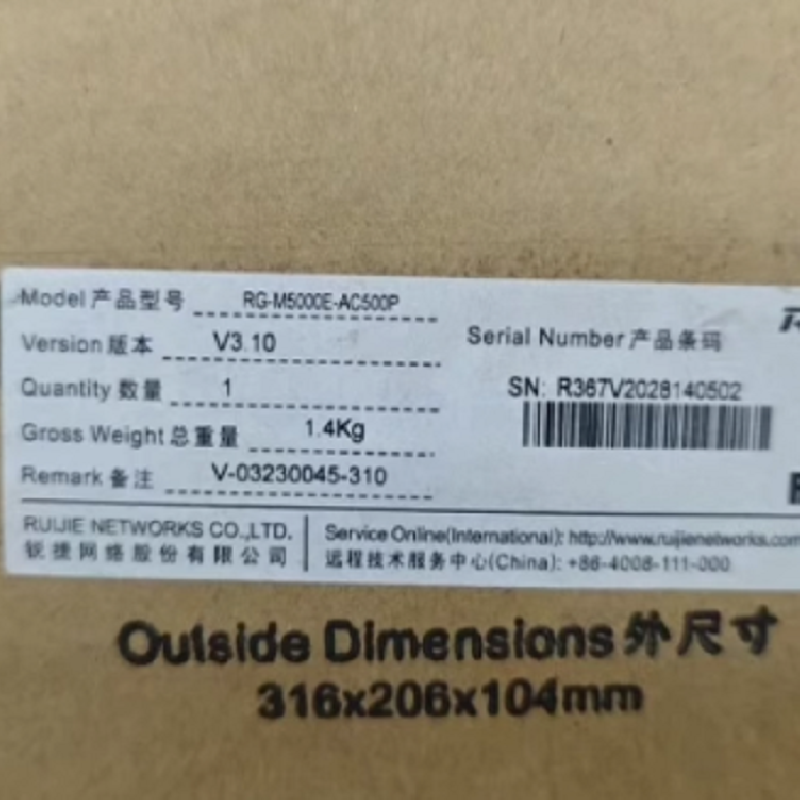 Model 产品型号 RG-M5000E-AC500P
Version 版本 V3.10
Quantity 数量 1
Gross Weight 总重量 1.4Kg
Remark 备注 V-03230045-310
Serial Number 产品条码
SN: R367V2028140502
RUIJIE NETWORKS CO.,LTD.
锐捷网络股份有限公司
Service Online(International): http://www.ruijienetworks.com
远程技术服务中心(China): +86-4008-111-000
Outside Dimensions 外尺寸
316x206x104mm